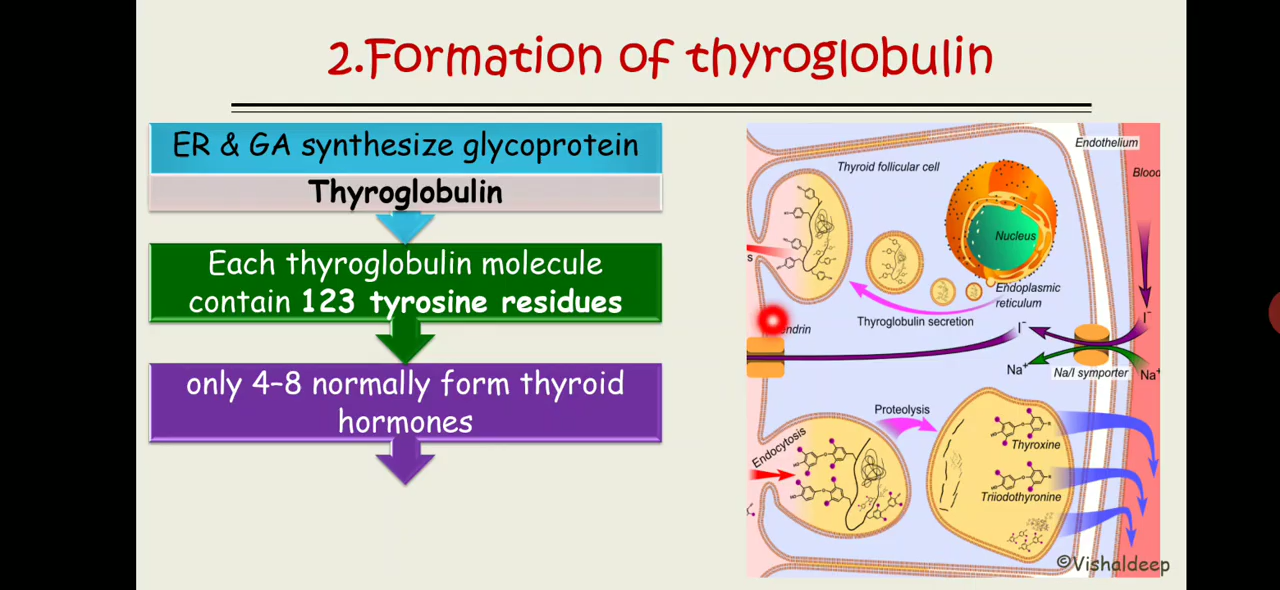 2.Formation of thyroglobulin
ER & GA synthesize glycoprotein
Thyroglobulin
Each thyroglobulin molecule
contain 123 tyrosine residues
only 4–8 normally form thyroid
hormones
Endothelium
Thyroid follicular cell
Blood
Nucleus
s
Endoplasmic
reticulum
Thyroglobulin secretion
I⁻
I⁻
ndrin
Na⁺
Na/I symporter
Na⁺
Proteolysis
Endocytosis
Thyroxine
Triiodothyronine
©Vishaldeep